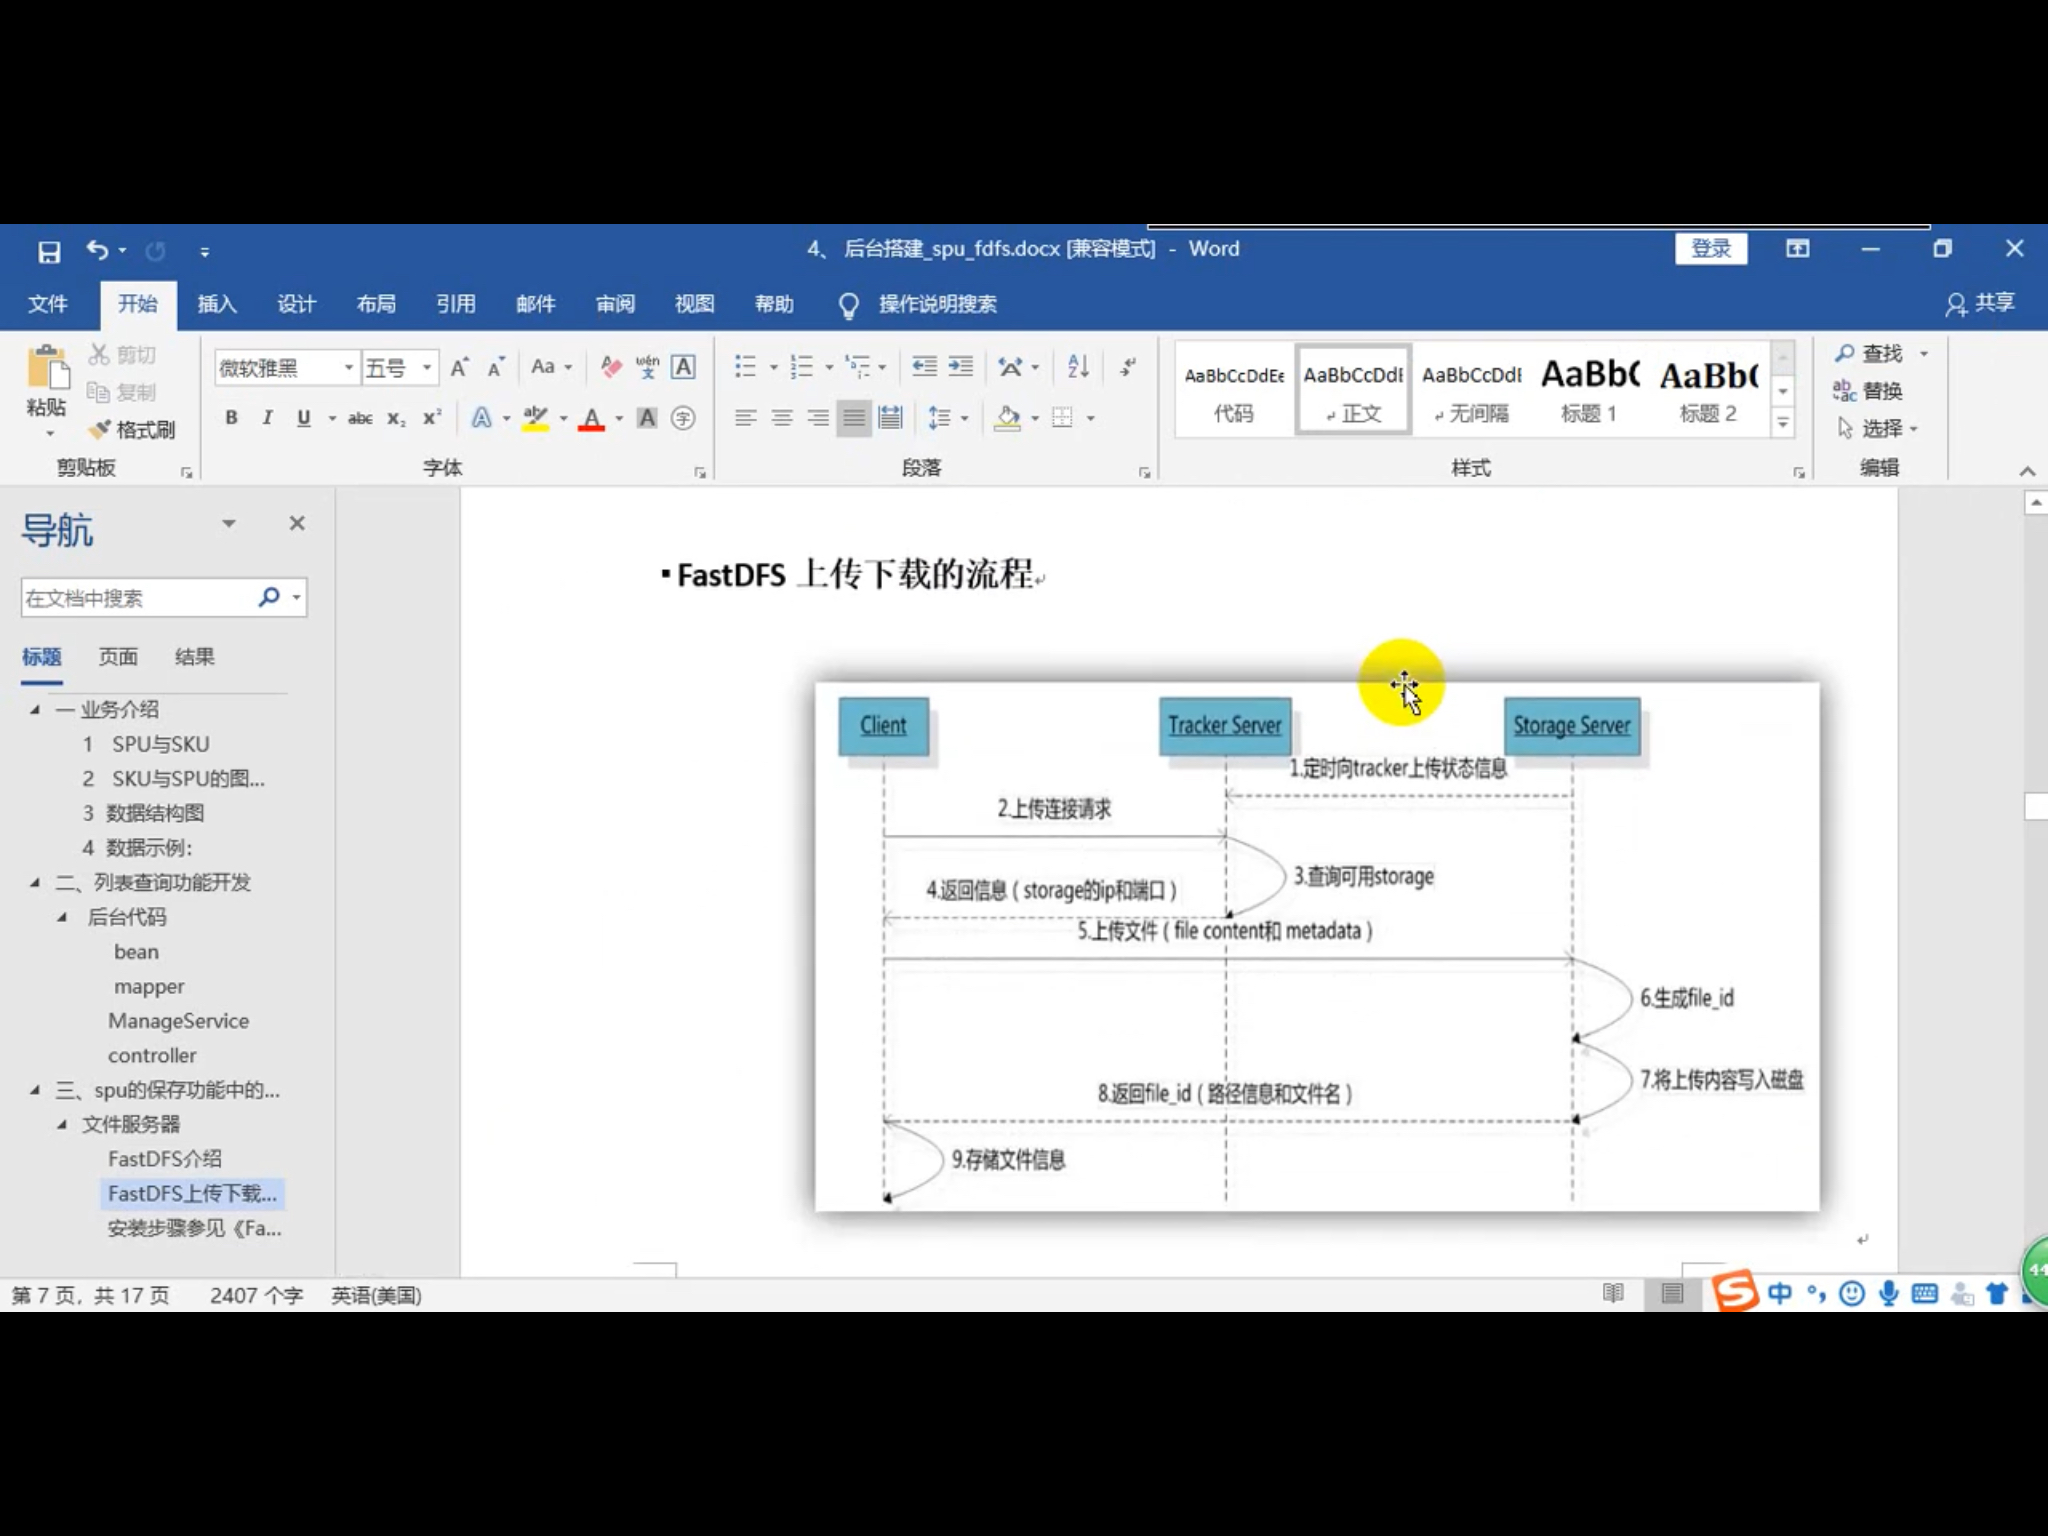 4、 后台搭建_spu_fdfs.docx [兼容模式] - Word
登录
文件 开始 插入 设计 布局 引用 邮件 审阅 视图 帮助 操作说明搜索 共享
剪切
复制
粘贴
格式刷
剪贴板
微软雅黑 五号 Aa wén 文 A
B I U abc X₂ X² A aby A A 字
字体
段落
AaBbCcDdEe AaBbCcDdI AaBbCcDdI AaBb( AaBb(
代码 正文 无间隔 标题 1 标题 2
样式
查找
替换
选择
编辑
导航
在文档中搜索
标题 页面 结果
一 业务介绍
1 SPU与SKU
2 SKU与SPU的图...
3 数据结构图
4 数据示例:
二、列表查询功能开发
后台代码
bean
mapper
ManageService
controller
三、spu的保存功能中的...
文件服务器
FastDFS介绍
FastDFS上传下载...
安装步骤参见《Fa...
FastDFS 上传下载的流程
Client Tracker Server Storage Server
1.定时向tracker上传状态信息
2.上传连接请求
3.查询可用storage
4.返回信息（storage的ip和端口）
5.上传文件（file content和 metadata）
6.生成file_id
7.将上传内容写入磁盘
8.返回file_id（路径信息和文件名）
9.存储文件信息
第 7 页，共 17 页 2407 个字 英语(美国)
中
44